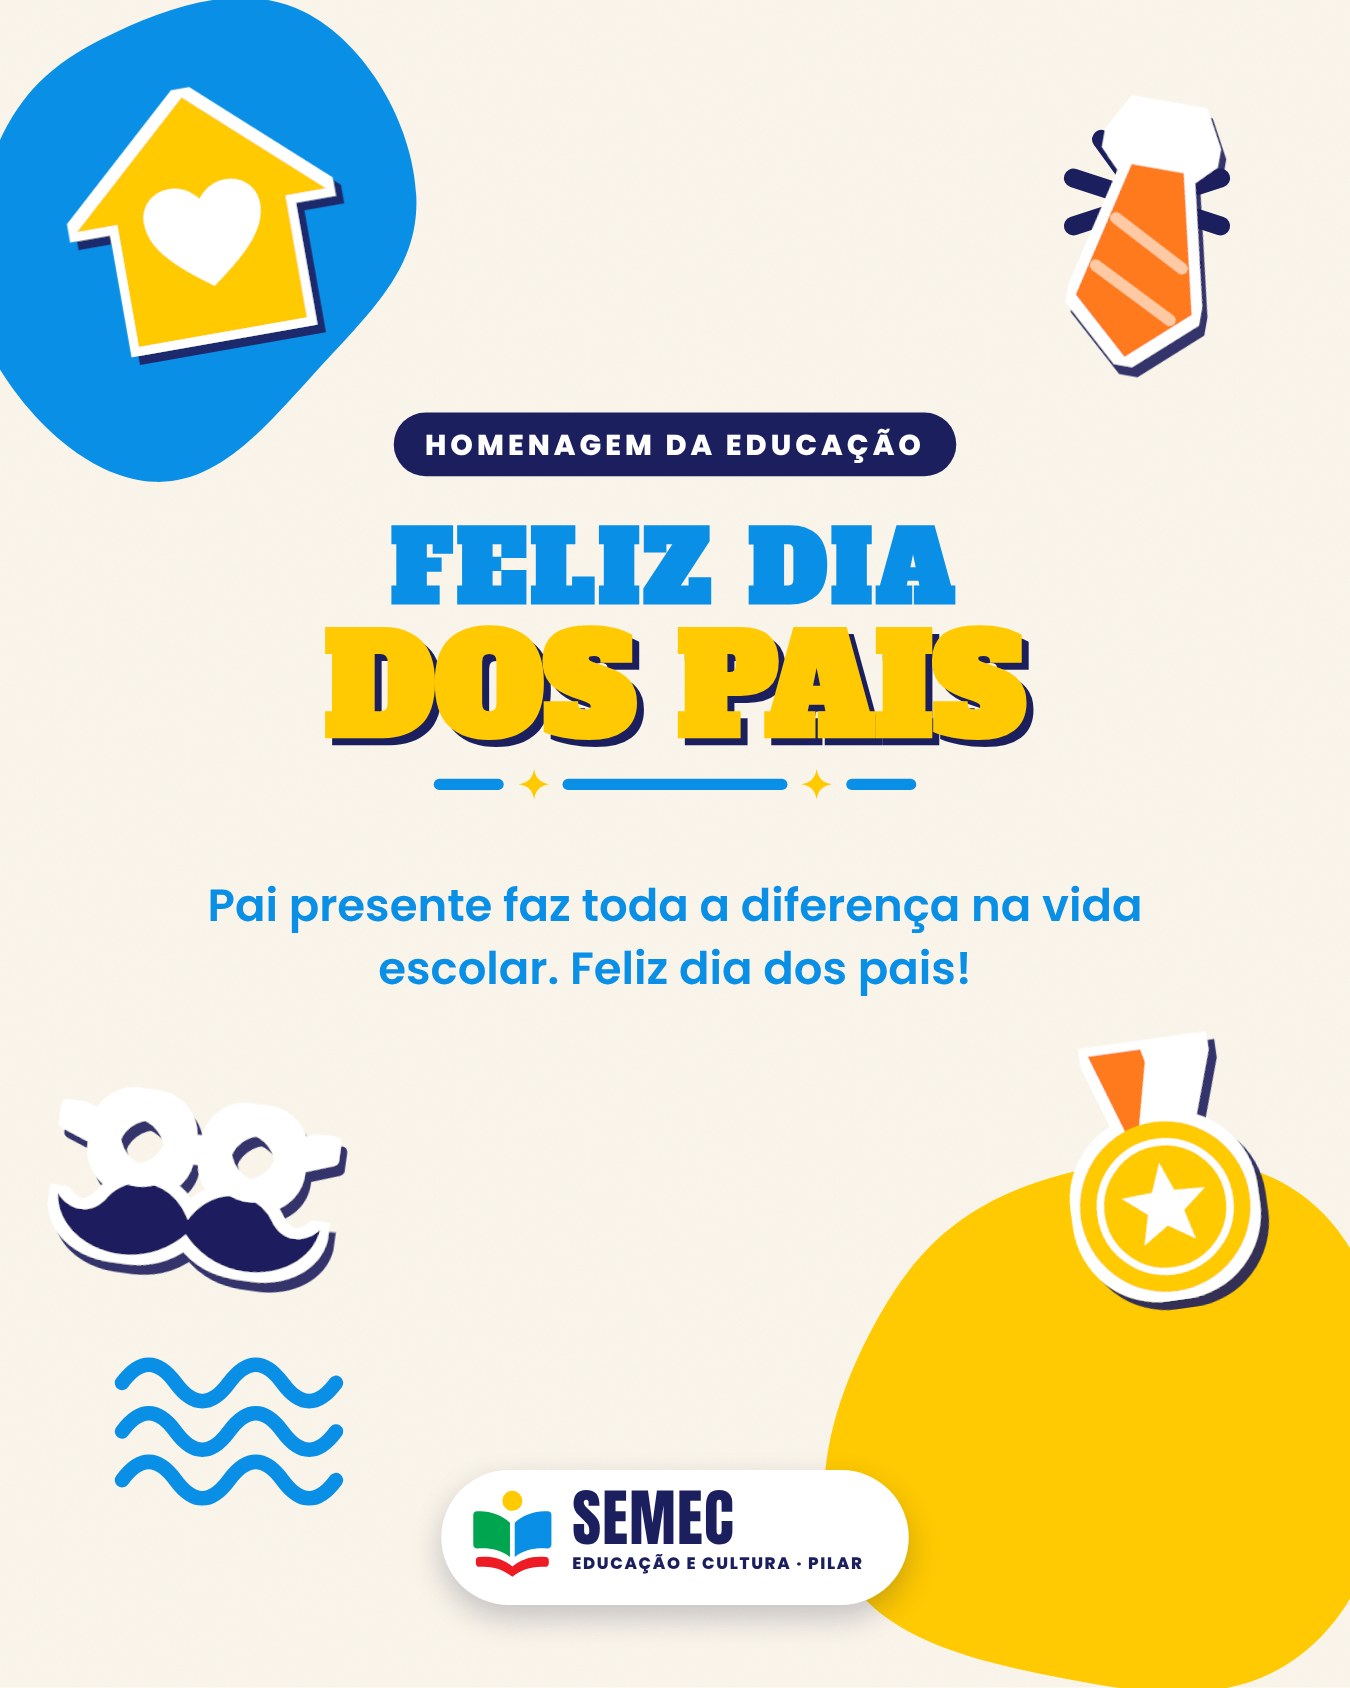 HOMENAGEM DA EDUCAÇÃO
FELIZ DIA
DOS PAIS
Pai presente faz toda a diferença na vida
escolar. Feliz dia dos pais!
SEMEC
EDUCAÇÃO E CULTURA · PILAR